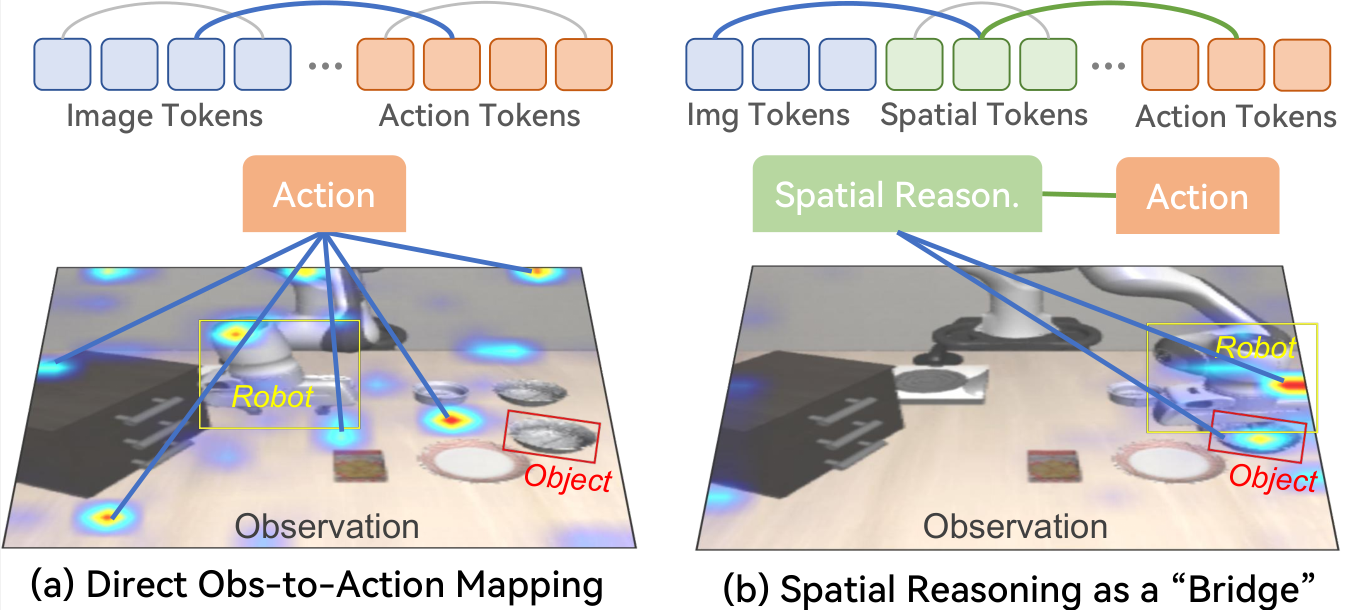 Image Tokens
Action Tokens
Action
Robot
Object
Observation
(a) Direct Obs-to-Action Mapping
Img Tokens
Spatial Tokens
Action Tokens
Spatial Reason.
Action
Robot
Object
Observation
(b) Spatial Reasoning as a “Bridge”